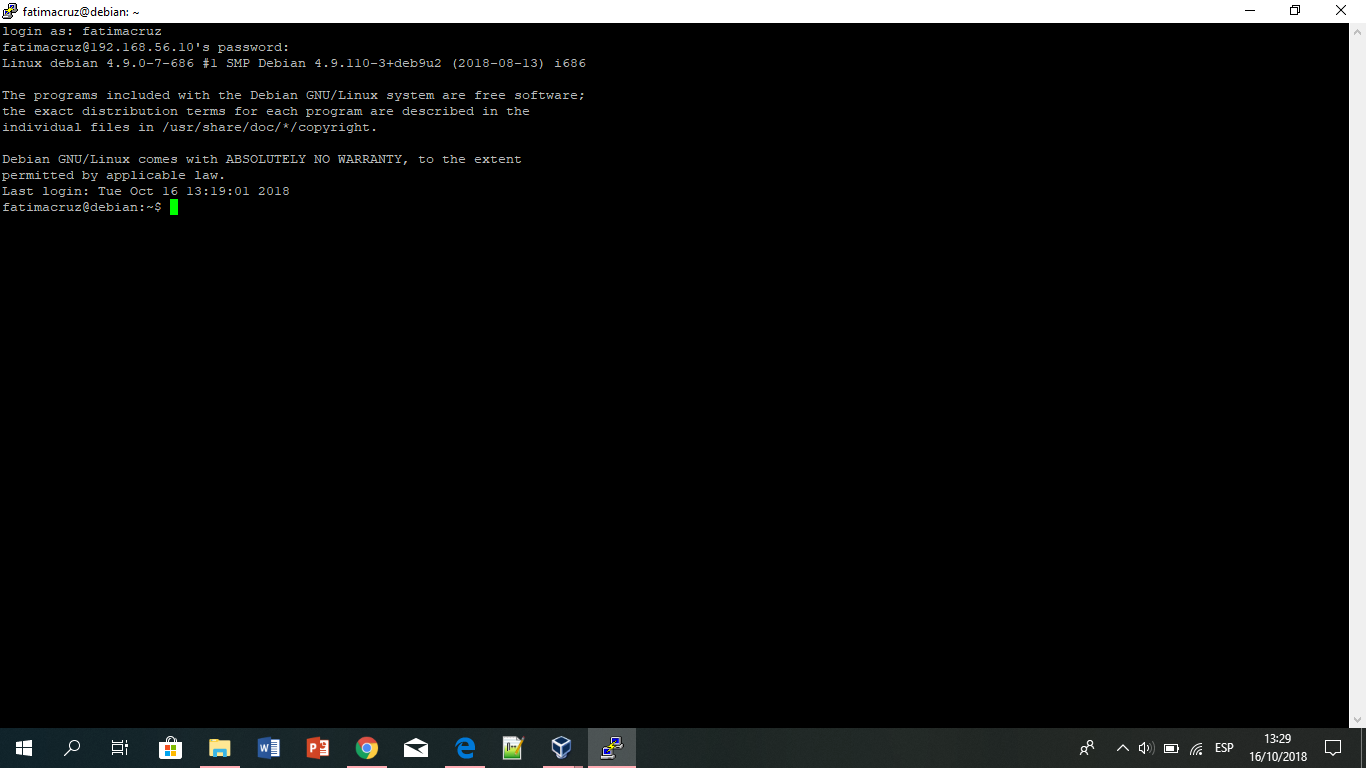 fatimacruz@debian: ~
login as: fatimacruz
fatimacruz@192.168.56.10's password:
Linux debian 4.9.0-7-686 #1 SMP Debian 4.9.110-3+deb9u2 (2018-08-13) i686
The programs included with the Debian GNU/Linux system are free software;
the exact distribution terms for each program are described in the
individual files in /usr/share/doc/*/copyright.
Debian GNU/Linux comes with ABSOLUTELY NO WARRANTY, to the extent
permitted by applicable law.
Last login: Tue Oct 16 13:19:01 2018
fatimacruz@debian:~$
ESP
13:29
16/10/2018